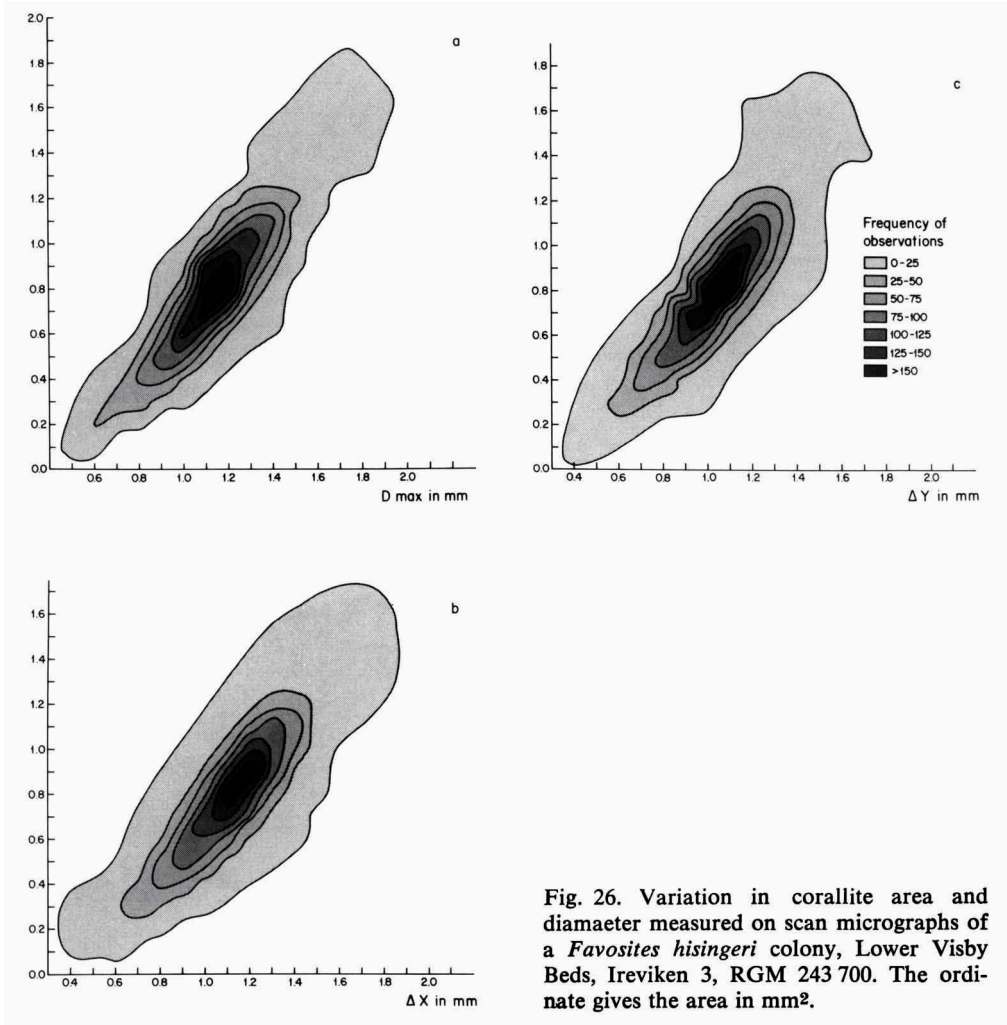 2.0
1.8
1.6
1.4
1.2
1.0
0.8
0.6
0.4
0.2
0.0
a
0.6 0.8 1.0 1.2 1.4 1.6 1.8 2.0
D max in mm
1.8
1.6
1.4
1.2
1.0
0.8
0.6
0.4
0.2
0.0
c
Frequency of
observations
0-25
25-50
50-75
75-100
100-125
125-150
>150
0.4 0.6 0.8 1.0 1.2 1.4 1.6 1.8 2.0
Δ Y in mm
b
1.6
1.4
1.2
1.0
0.8
0.6
0.4
0.2
0.0
0.4 0.6 0.8 1.0 1.2 1.4 1.6 1.8 2.0
Δ X in mm
Fig. 26. Variation in corallite area and
diamaeter measured on scan micrographs of
a Favosites hisingeri colony, Lower Visby
Beds, Ireviken 3, RGM 243 700. The ordi-
nate gives the area in mm².